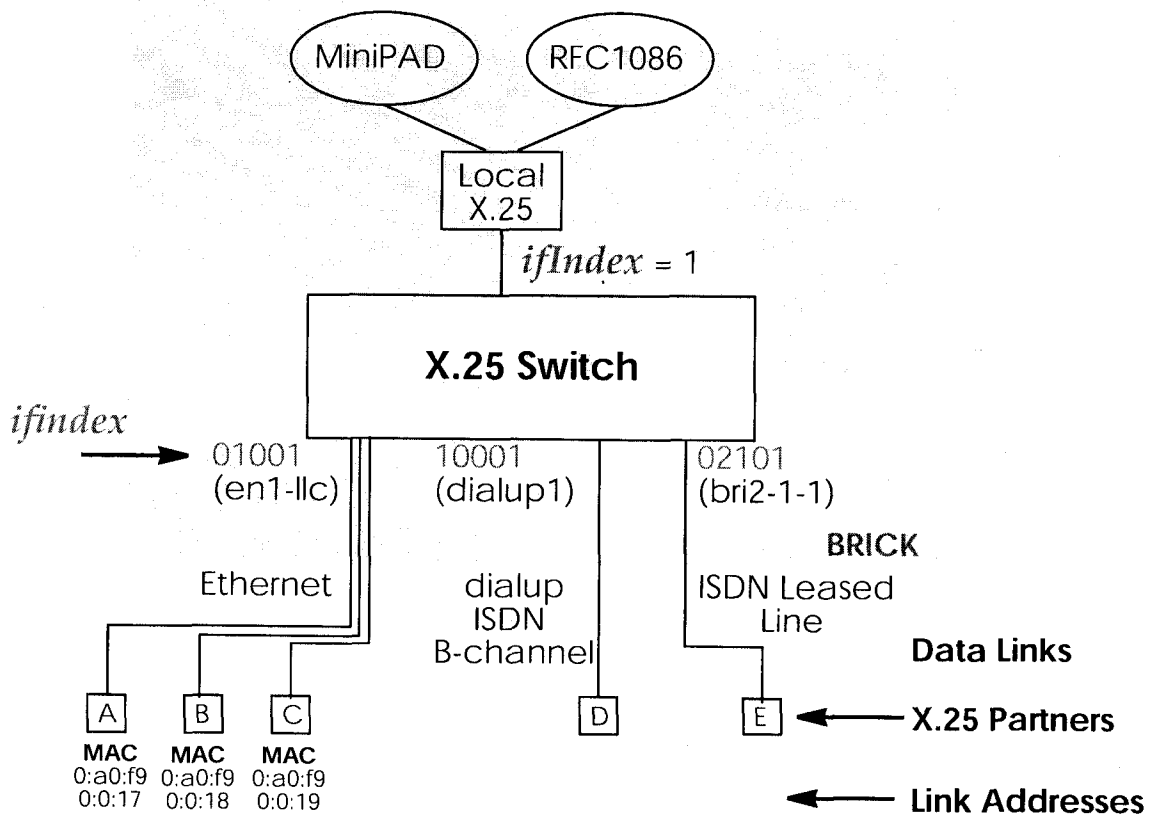 MiniPAD
RFC1086
Local
X.25
ifIndex = 1
X.25 Switch
ifindex
01001
(en1-llc)
10001
(dialup1)
02101
(bri2-1-1)
BRICK
Ethernet
dialup
ISDN
B-channel
ISDN Leased
Line
Data Links
A
B
C
D
E
X.25 Partners
MAC
0:a0:f9
0:0:17
MAC
0:a0:f9
0:0:18
MAC
0:a0:f9
0:0:19
Link Addresses